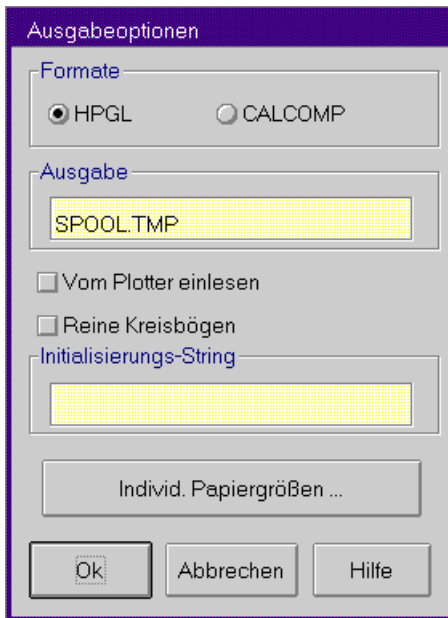 Ausgabeoptionen
Formate
HPGL CALCOMP
Ausgabe
SPOOL.TMP
Vom Plotter einlesen
Reine Kreisbögen
Initialisierungs-String
Individ. Papiergrößen ...
Ok Abbrechen Hilfe